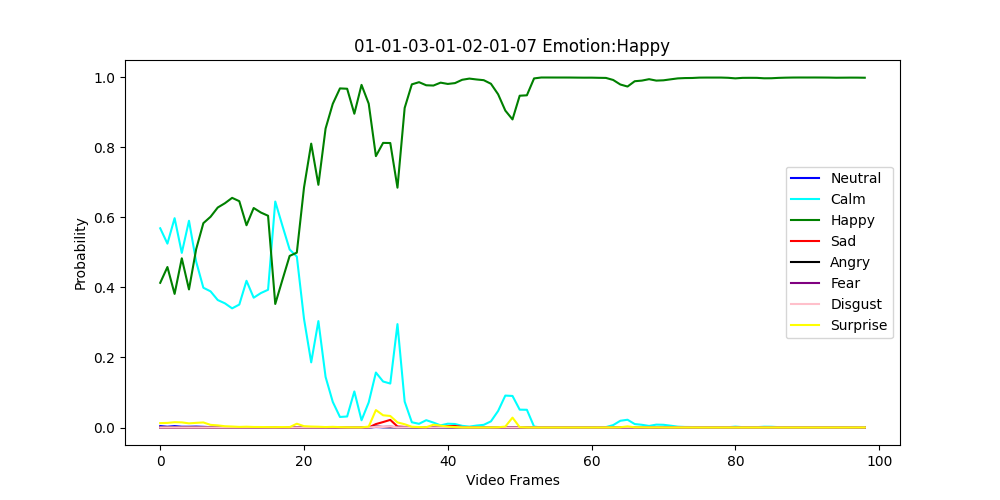 01-01-03-01-02-01-07 Emotion:Happy
1.0
0.8
0.6
0.4
0.2
0.0
Probability
0
20
40
60
80
100
Video Frames
Neutral
Calm
Happy
Sad
Angry
Fear
Disgust
Surprise